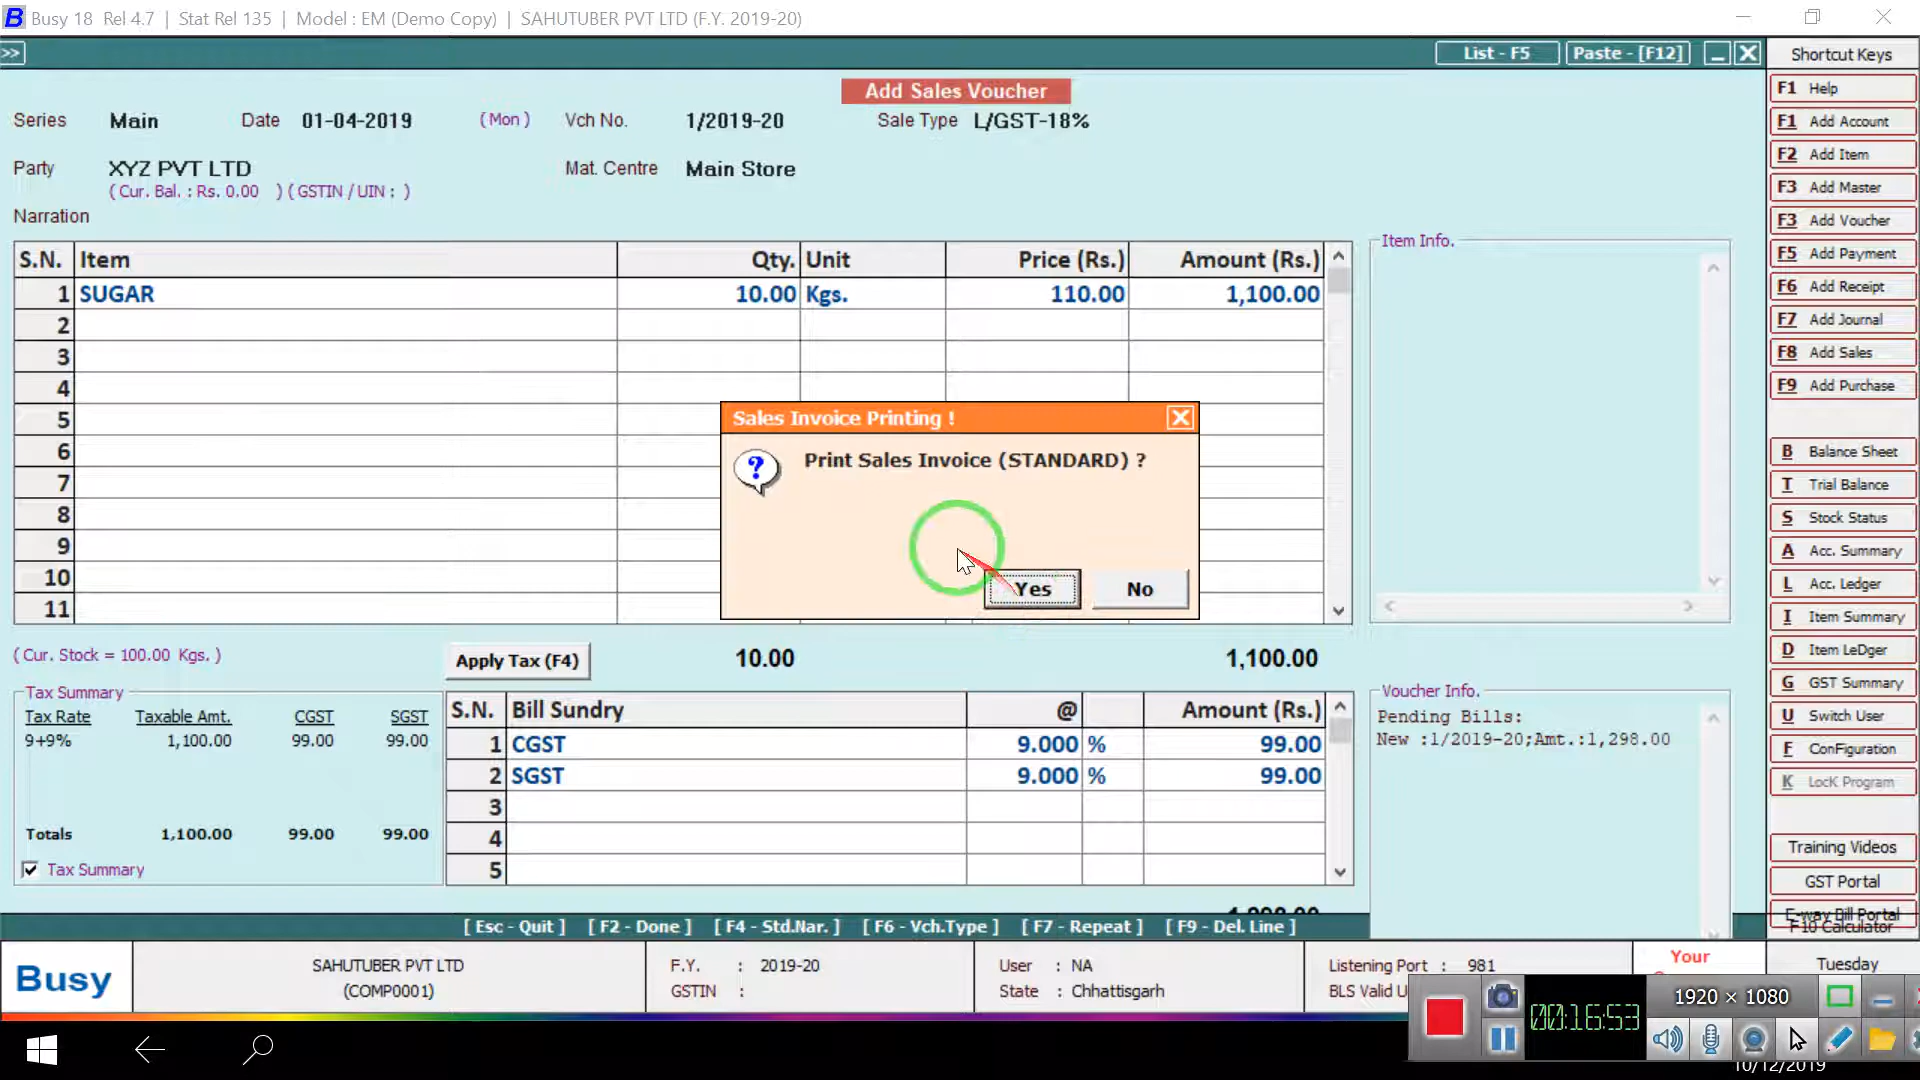 Busy 18 Rel 4.7 | Stat Rel 135 | Model : EM (Demo Copy) | SAHUTUBER PVT LTD (F.Y. 2019-20)
>> List - F5 Paste - [F12] Shortcut Keys
Add Sales Voucher
Series Main Date 01-04-2019 (Mon) Vch No. 1/2019-20 Sale Type L/GST-18%
Party XYZ PVT LTD Mat. Centre Main Store
( Cur. Bal. : Rs. 0.00 ) ( GSTIN / UIN : )
Narration
S.N. Item Qty. Unit Price (Rs.) Amount (Rs.)
1 SUGAR 10.00 Kgs. 110.00 1,100.00
2
3
4
5
6
7
8
9
10
11
Item Info.
Sales Invoice Printing !
Print Sales Invoice (STANDARD) ?
Yes No
( Cur. Stock = 100.00 Kgs. ) Apply Tax (F4) 10.00 1,100.00
Tax Summary
Tax Rate Taxable Amt. CGST SGST
9+9% 1,100.00 99.00 99.00
Totals 1,100.00 99.00 99.00
Tax Summary
S.N. Bill Sundry @ Amount (Rs.)
1 CGST 9.000 % 99.00
2 SGST 9.000 % 99.00
3
4
5
Voucher Info.
Pending Bills:
New :1/2019-20;Amt.:1,298.00
[ Esc - Quit ] [ F2 - Done ] [ F4 - Std.Nar. ] [ F6 - Vch.Type ] [ F7 - Repeat ] [ F9 - Del. Line ]
F1 Help
F1 Add Account
F2 Add Item
F3 Add Master
F3 Add Voucher
F5 Add Payment
F6 Add Receipt
F7 Add Journal
F8 Add Sales
F9 Add Purchase
B Balance Sheet
T Trial Balance
S Stock Status
A Acc. Summary
L Acc. Ledger
I Item Summary
D Item LeDger
G GST Summary
U Switch User
F ConFiguration
K LocK Program
Training Videos
GST Portal
E-way Bill Portal
F10 Calculator
Busy
SAHUTUBER PVT LTD
(COMP0001)
F.Y. : 2019-20
GSTIN :
User : NA
State : Chhattisgarh
Listening Port : 981
BLS Valid U
Your
Tuesday
00:16:53
1920 × 1080
10/12/2019